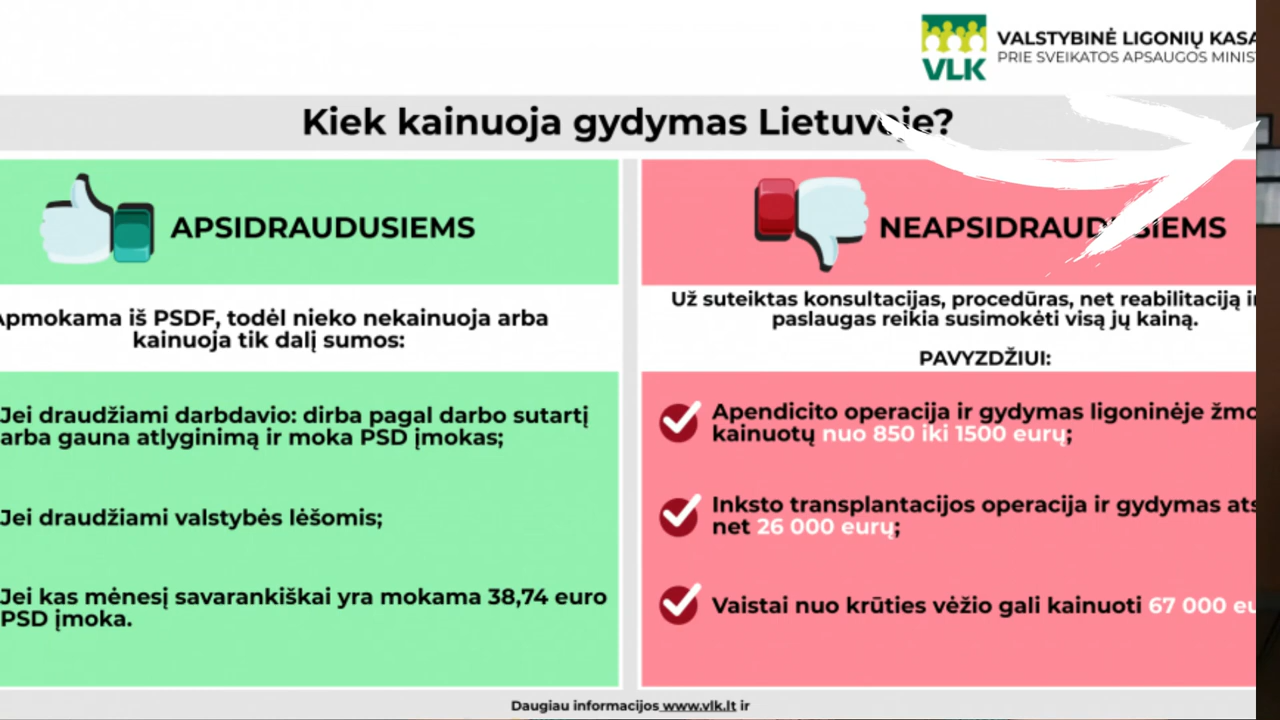 VLK
VALSTYBINĖ LIGONIŲ KASA
PRIE SVEIKATOS APSAUGOS MINIS
Kiek kainuoja gydymas Lietuvoje?
APSIDRAUDUSIEMS
Apmokama iš PSDF, todėl nieko nekainuoja arba
kainuoja tik dalį sumos:
Jei draudžiami darbdavio: dirba pagal darbo sutartį
arba gauna atlyginimą ir moka PSD įmokas;
Jei draudžiami valstybės lėšomis;
Jei kas mėnesį savarankiškai yra mokama 38,74 euro
PSD įmoka.
NEAPSIDRAUDUSIEMS
Už suteiktas konsultacijas, procedūras, net reabilitaciją ir
paslaugas reikia susimokėti visą jų kainą.
PAVYZDŽIUI:
Apendicito operacija ir gydymas ligoninėje žmo
kainuotų nuo 850 iki 1500 eurų;
Inksto transplantacijos operacija ir gydymas ats
net 26 000 eurų;
Vaistai nuo krūties vėžio gali kainuoti 67 000 eu
Daugiau informacijos www.vlk.lt ir